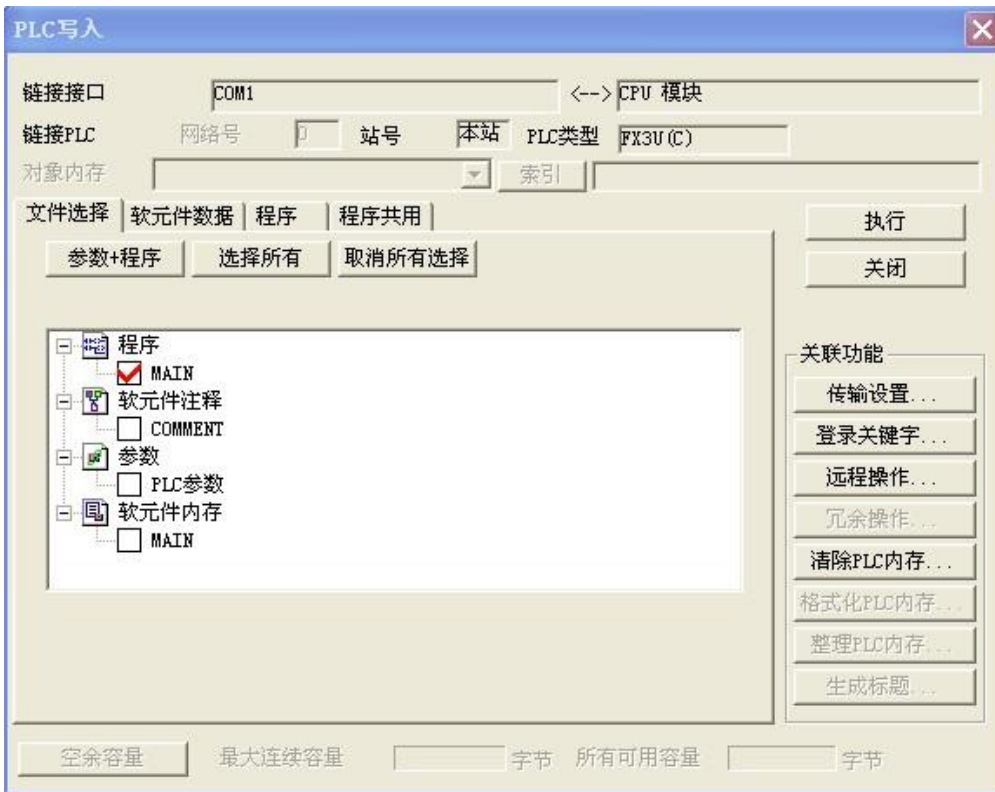 PLC写入
链接接口 COM1 <--> CPU 模块
链接PLC 网络号 0 站号 本站 PLC类型 FX3U(C)
对象内存 索引
文件选择 软元件数据 程序 程序共用
执行
参数+程序 选择所有 取消所有选择
关闭
程序
MAIN
软元件注释
COMMENT
参数
PLC参数
软元件内存
MAIN
关联功能
传输设置...
登录关键字...
远程操作...
冗余操作...
清除PLC内存...
格式化PLC内存...
整理PLC内存...
生成标题...
空余容量 最大连续容量 字节 所有可用容量 字节